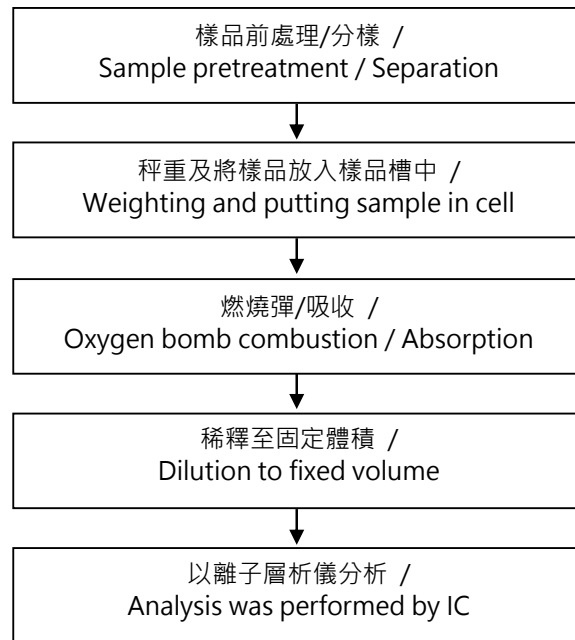 樣品前處理/分樣 /
Sample pretreatment / Separation
秤重及將樣品放入樣品槽中 /
Weighting and putting sample in cell
燃燒彈/吸收 /
Oxygen bomb combustion / Absorption
稀釋至固定體積 /
Dilution to fixed volume
以離子層析儀分析 /
Analysis was performed by IC